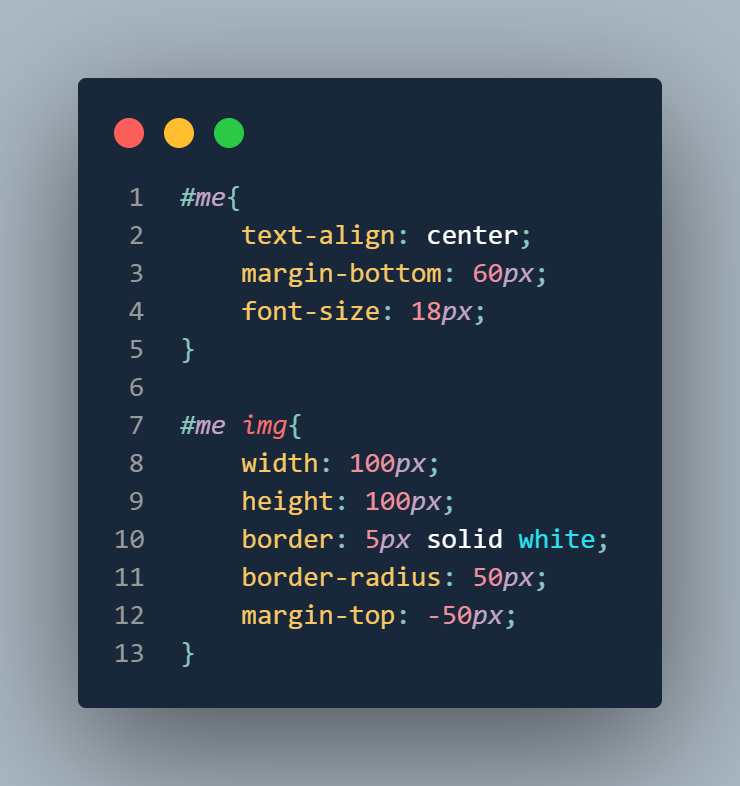 1 #me{
2     text-align: center;
3     margin-bottom: 60px;
4     font-size: 18px;
5 }
6
7 #me img{
8     width: 100px;
9     height: 100px;
10     border: 5px solid white;
11     border-radius: 50px;
12     margin-top: -50px;
13 }